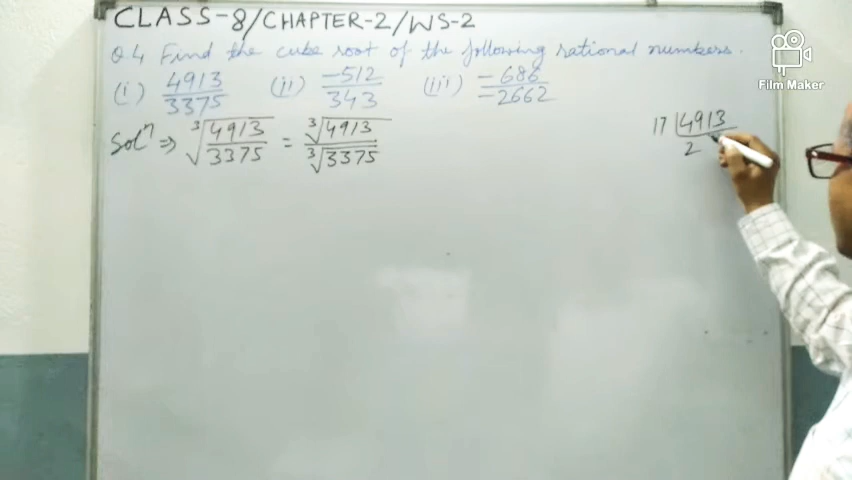 CLASS-8/CHAPTER-2/WS-2
Q.4 Find the cube root of the following rational numbers.
(i) 4913/3375 (ii) -512/343 (iii) -686/-2662
Solⁿ ⇒ ∛(4913/3375) = ∛4913/∛3375
17 | 4913
2
Film Maker